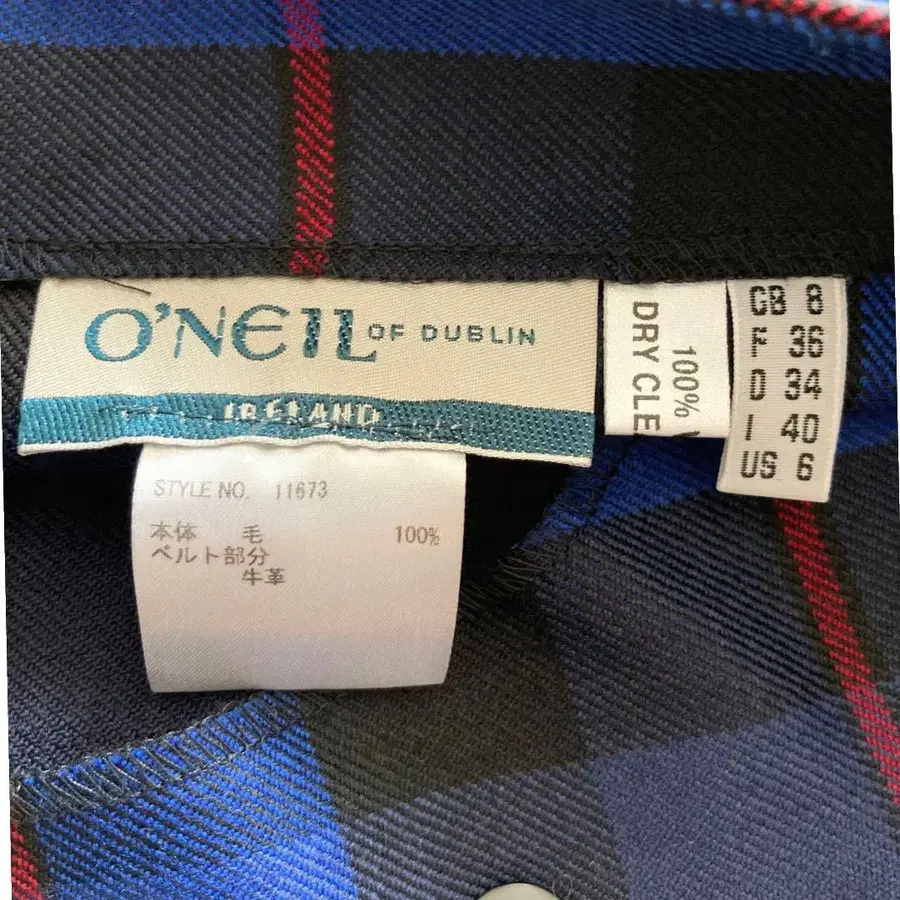 O'NEIL OF DUBLIN
IRELAND
STYLE NO. 11673
本体 毛 100%
ベルト部分
牛革
100%
DRY CLE
GB 8
F 36
D 34
I 40
US 6